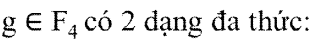 g ∈ F₄ có 2 dạng đa thức: